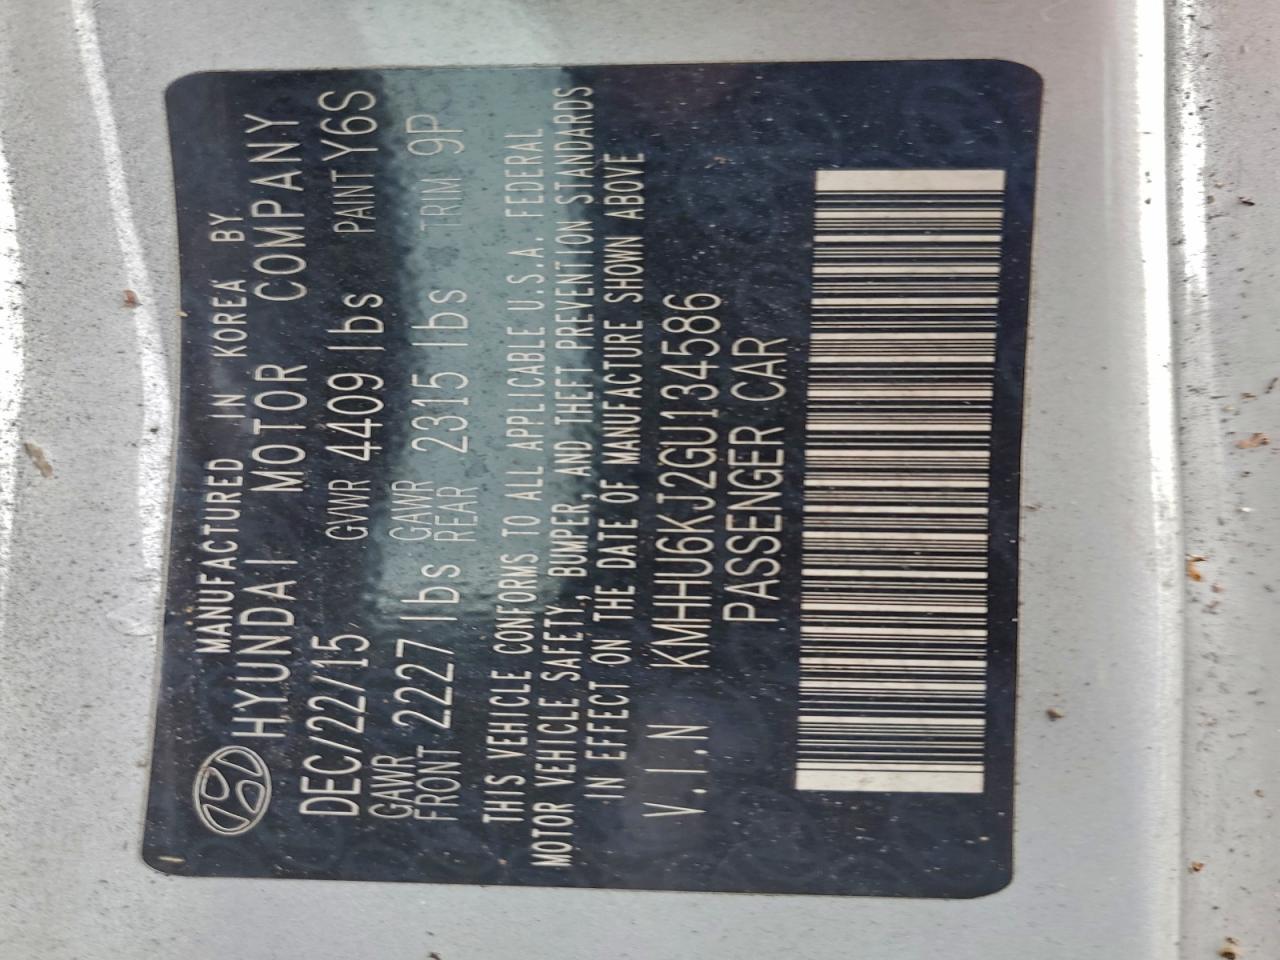 MANUFACTURED IN KOREA BY
HYUNDAI MOTOR COMPANY
DEC/22/15 GVWR 4409 lbs PAINT Y6S
GAWR FRONT 2227 lbs GAWR REAR 2315 lbs TRIM 9P
THIS VEHICLE CONFORMS TO ALL APPLICABLE U.S.A. FEDERAL
MOTOR VEHICLE SAFETY, BUMPER, AND THEFT PREVENTION STANDARDS
IN EFFECT ON THE DATE OF MANUFACTURE SHOWN ABOVE
V.I.N KMHHU6KJ2GU134586
PASSENGER CAR